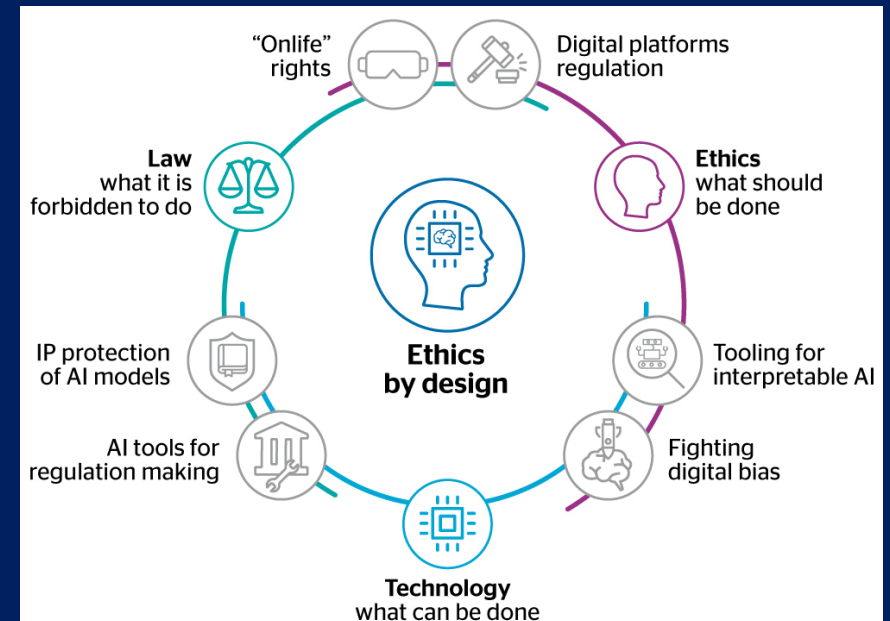 “Onlife”
rights
Digital platforms
regulation
Law
what it is
forbidden to do
Ethics
what should
be done
Ethics
by design
IP protection
of AI models
Tooling for
interpretable AI
AI tools for
regulation making
Fighting
digital bias
Technology
what can be done